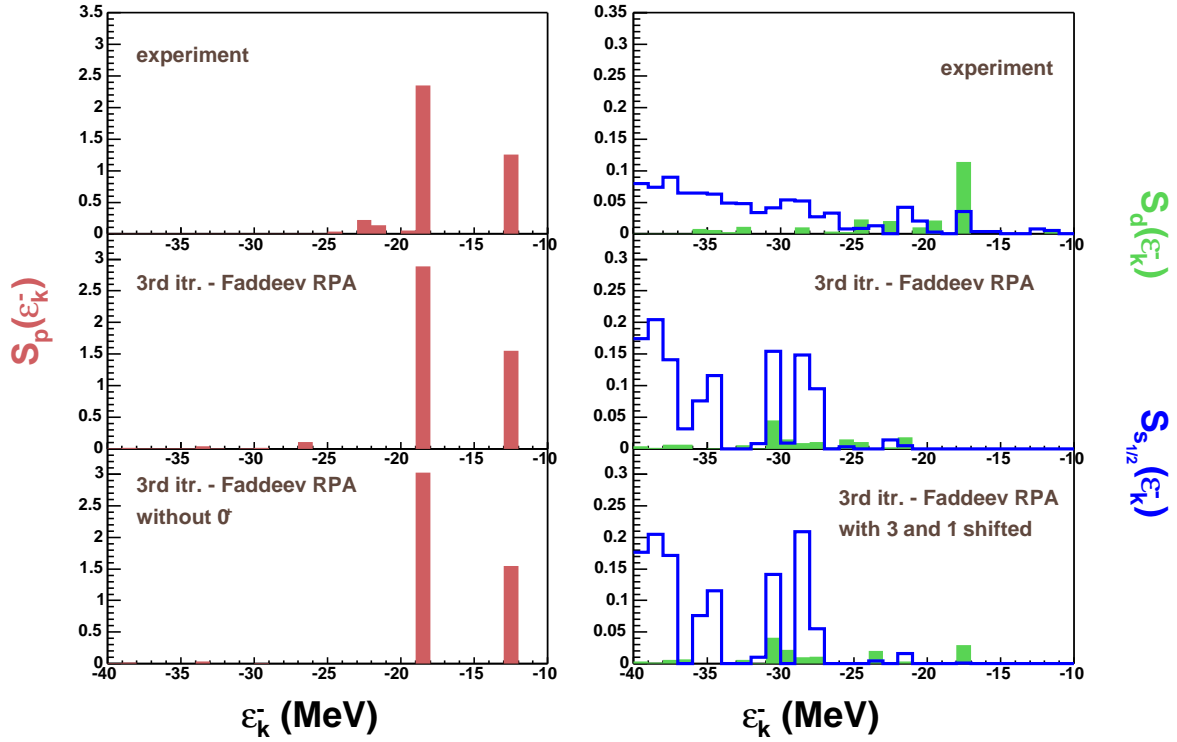 3.5
3
2.5
2
1.5
1
0.5
0
experiment
-40 -35 -30 -25 -20 -15 -10
3
2.5
2
1.5
1
0.5
0
3rd itr. - Faddeev RPA
-35 -30 -25 -20 -15 -10
3
2.5
2
1.5
1
0.5
0
3rd itr. - Faddeev RPA
without 0+
-40 -35 -30 -25 -20 -15 -10
εk- (MeV)
Sp(εk-)
0.35
0.3
0.25
0.2
0.15
0.1
0.05
0
experiment
-40 -35 -30 -25 -20 -15 -10
0.3
0.25
0.2
0.15
0.1
0.05
0
3rd itr. - Faddeev RPA
-35 -30 -25 -20 -15 -10
0.3
0.25
0.2
0.15
0.1
0.05
0
3rd itr. - Faddeev RPA
with 3 and 1 shifted
-40 -35 -30 -25 -20 -15 -10
εk- (MeV)
Sd(εk-)
Ss1/2(εk-)